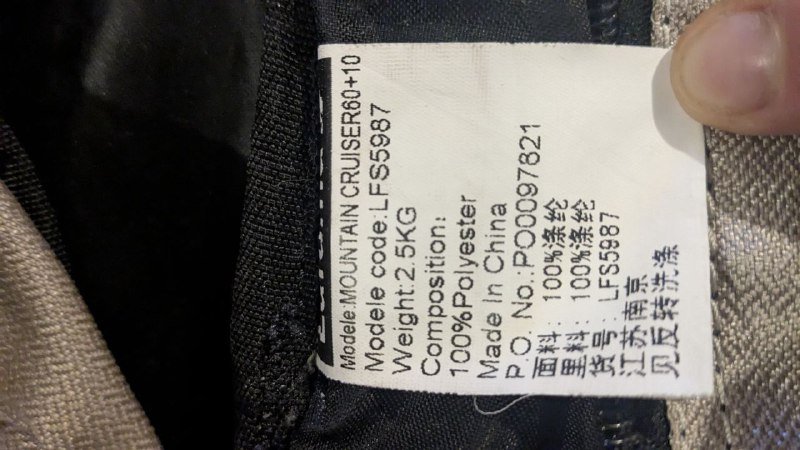 Modele:MOUNTAIN CRUISER60+10
Modele code:LFS5987
Weight:2.5KG
Composition:
100%Polyester
Made In China
P.O. No.:PO0097821
面料: 100%涤纶
里料: 100%涤纶
货号: LFS5987
江苏南京
见反转洗涤